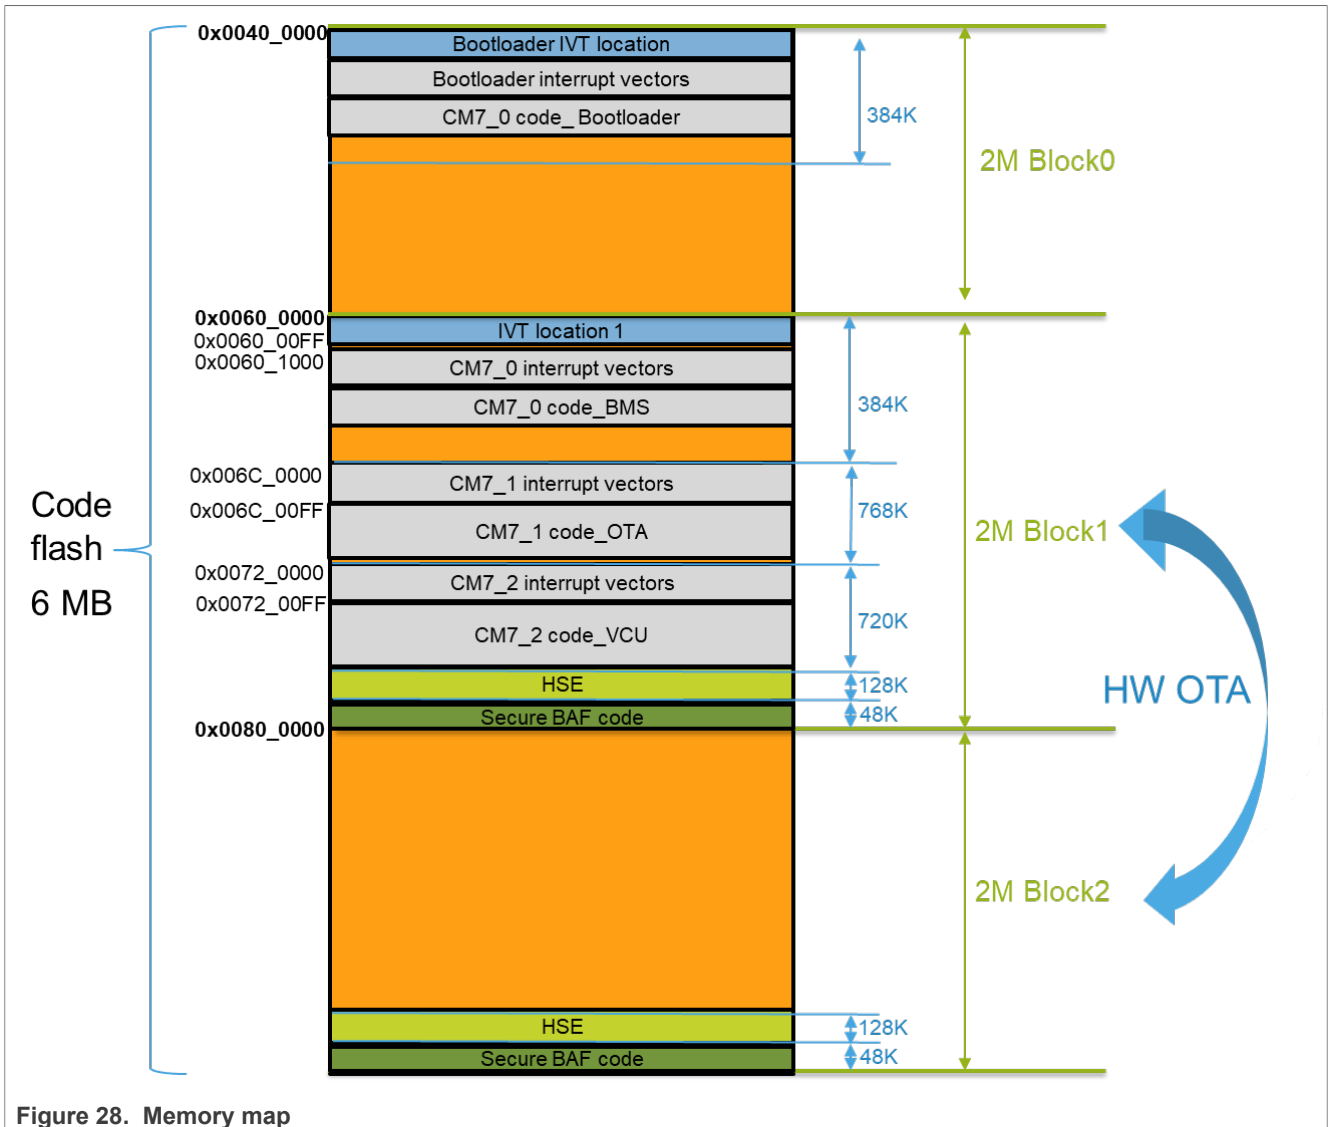 0x0040_0000
Bootloader IVT location
Bootloader interrupt vectors
CM7_0 code_ Bootloader
384K
2M Block0
0x0060_0000
IVT location 1
0x0060_00FF
0x0060_1000
CM7_0 interrupt vectors
CM7_0 code_BMS
384K
0x006C_0000
CM7_1 interrupt vectors
0x006C_00FF
CM7_1 code_OTA
768K
2M Block1
Code
flash
6 MB
0x0072_0000
CM7_2 interrupt vectors
0x0072_00FF
CM7_2 code_VCU
720K
HSE
128K
HW OTA
Secure BAF code
48K
0x0080_0000
2M Block2
HSE
128K
Secure BAF code
48K
Figure 28. Memory map